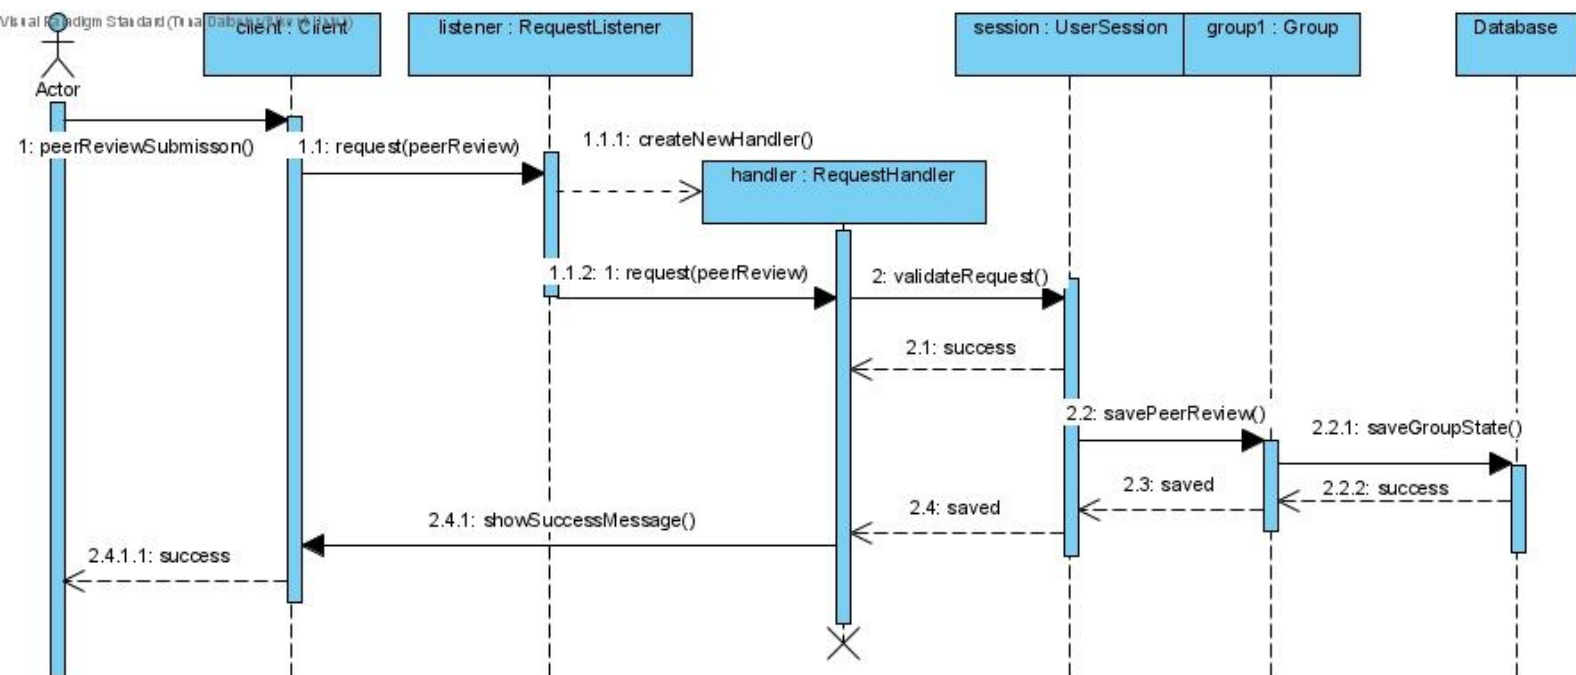 Visual Paradigm Standard
client : Client
listener : RequestListener
session : UserSession
group1 : Group
Database
Actor
1: peerReviewSubmisson()
1.1: request(peerReview)
1.1.1: createNewHandler()
handler : RequestHandler
1.1.2: 1: request(peerReview)
2: validateRequest()
2.1: success
2.2: savePeerReview()
2.2.1: saveGroupState()
2.3: saved
2.2.2: success
2.4: saved
2.4.1: showSuccessMessage()
2.4.1.1: success